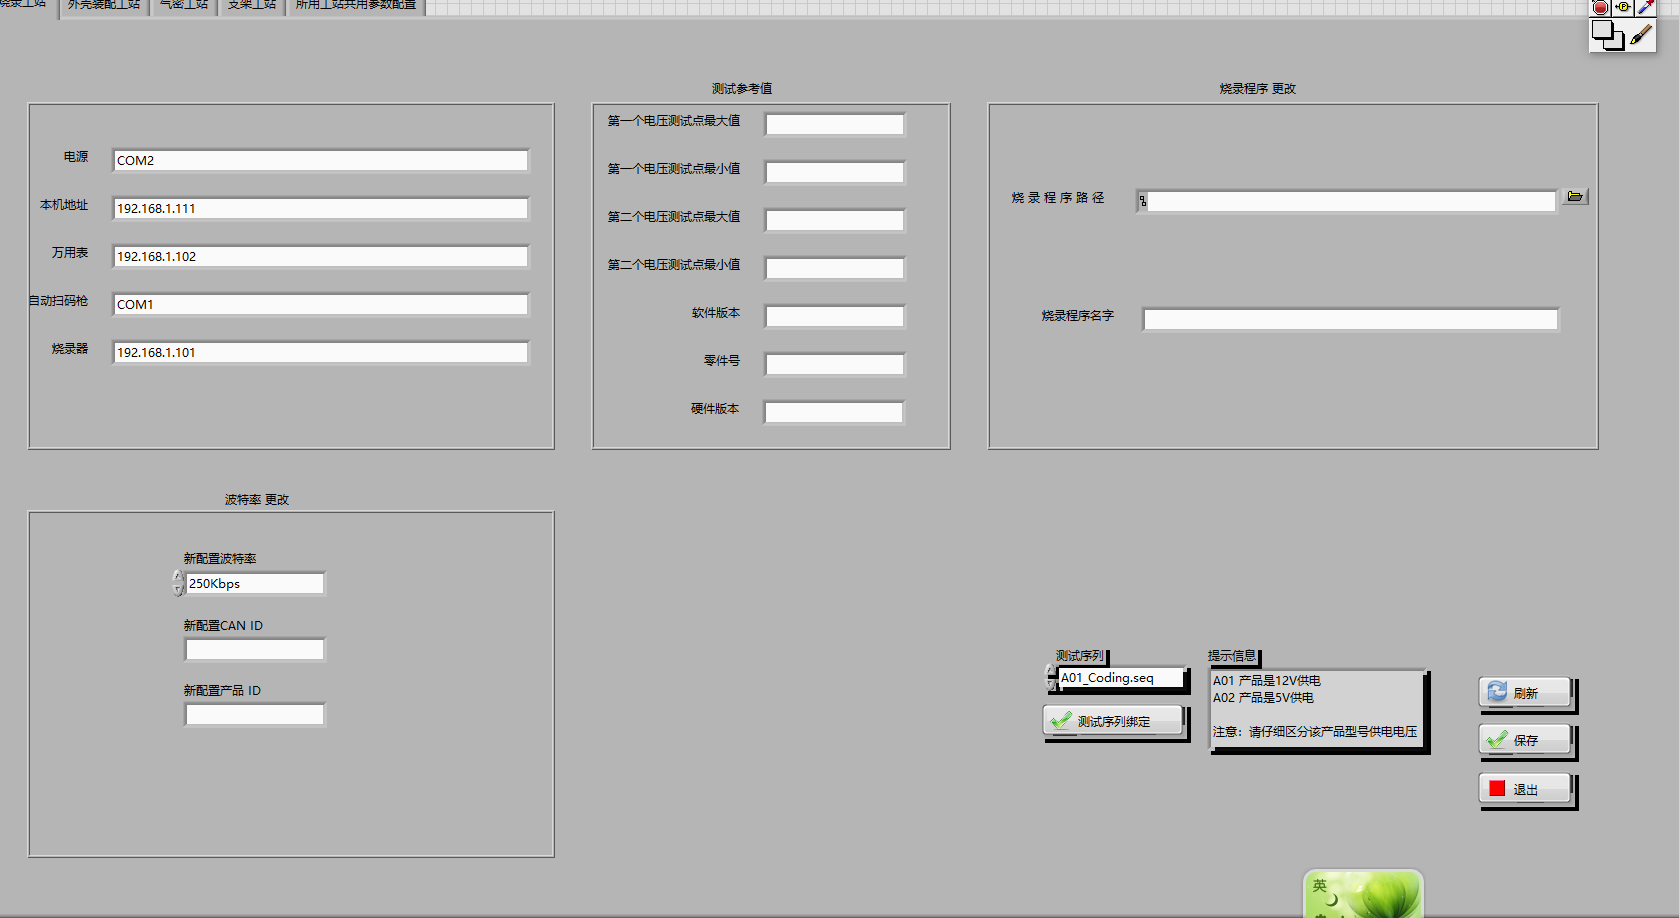 烧录工站
外壳装配工站
气密工站
支架工站
所用工站共用参数配置
电源
COM2
本机地址
192.168.1.111
万用表
192.168.1.102
自动扫码枪
COM1
烧录器
192.168.1.101
测试参考值
第一个电压测试点最大值
第一个电压测试点最小值
第二个电压测试点最大值
第二个电压测试点最小值
软件版本
零件号
硬件版本
烧录程序 更改
烧 录 程 序 路 径
烧录程序名字
波特率 更改
新配置波特率
250Kbps
新配置CAN ID
新配置产品 ID
测试序列
A01_Coding.seq
测试序列绑定
提示信息
A01 产品是12V供电
A02 产品是5V供电
注意：请仔细区分该产品型号供电电压
刷新
保存
退出
英